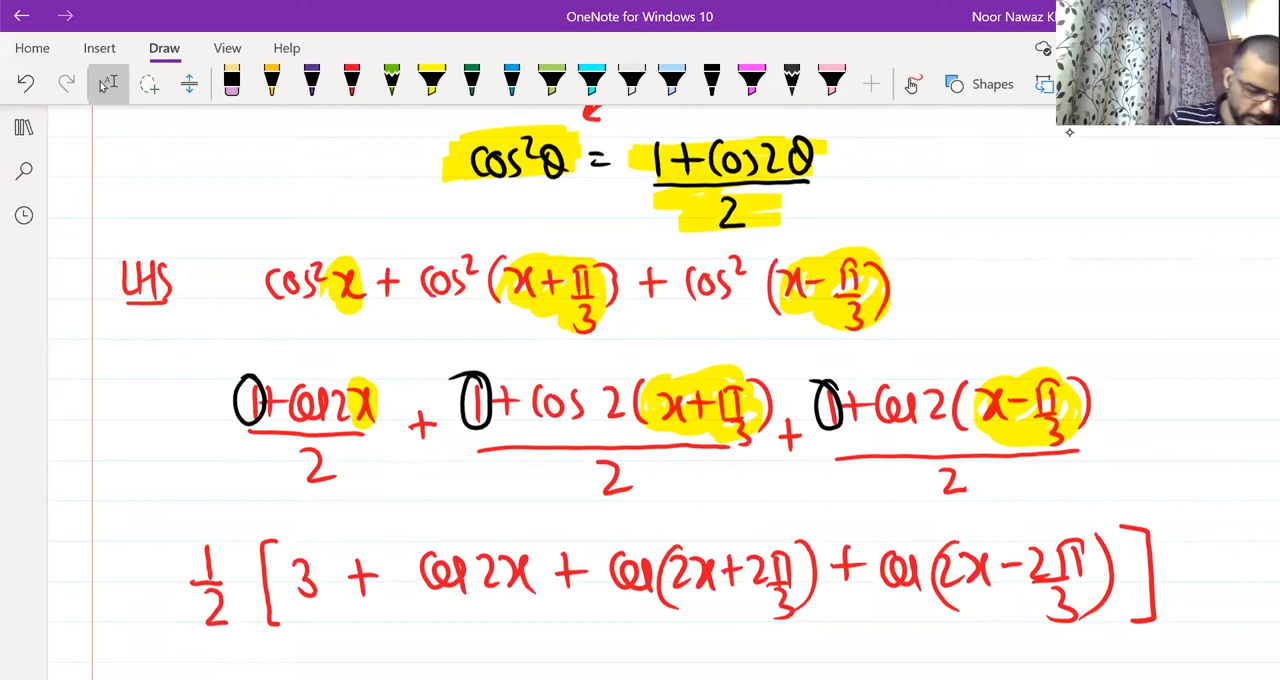 OneNote for Windows 10
Noor Nawaz K
Home Insert Draw View Help
Shapes
cos²θ = (1+cos2θ)/2
LHS cos²x + cos²(x+π/3) + cos²(x-π/3)
(1+cos2x)/2 + (1+cos 2(x+π/3))/2 + (1+cos2(x-π/3))/2
1/2 [3 + cos2x + cos(2x+2π/3) + cos(2x-2π/3)]